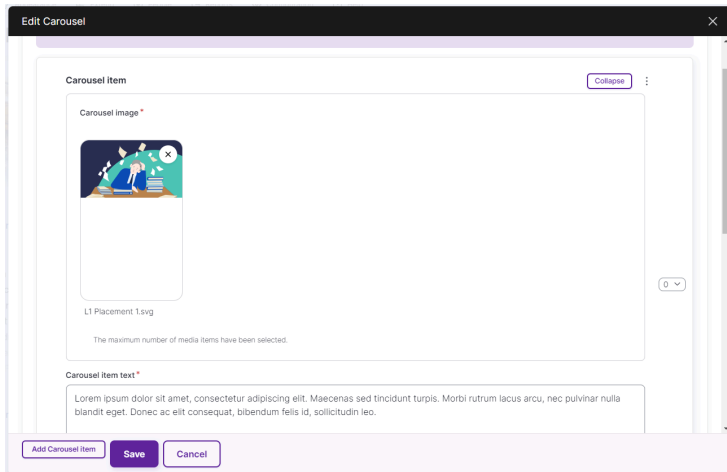 Edit Carousel
Carousel item
Collapse
Carousel image*
L1 Placement 1.svg
The maximum number of media items have been selected.
0
Carousel item text*
Lorem ipsum dolor sit amet, consectetur adipiscing elit. Maecenas sed tincidunt turpis. Morbi rutrum lacus arcu, nec pulvinar nulla
blandit eget. Donec ac elit consequat, bibendum felis id, sollicitudin leo.
Add Carousel item
Save
Cancel